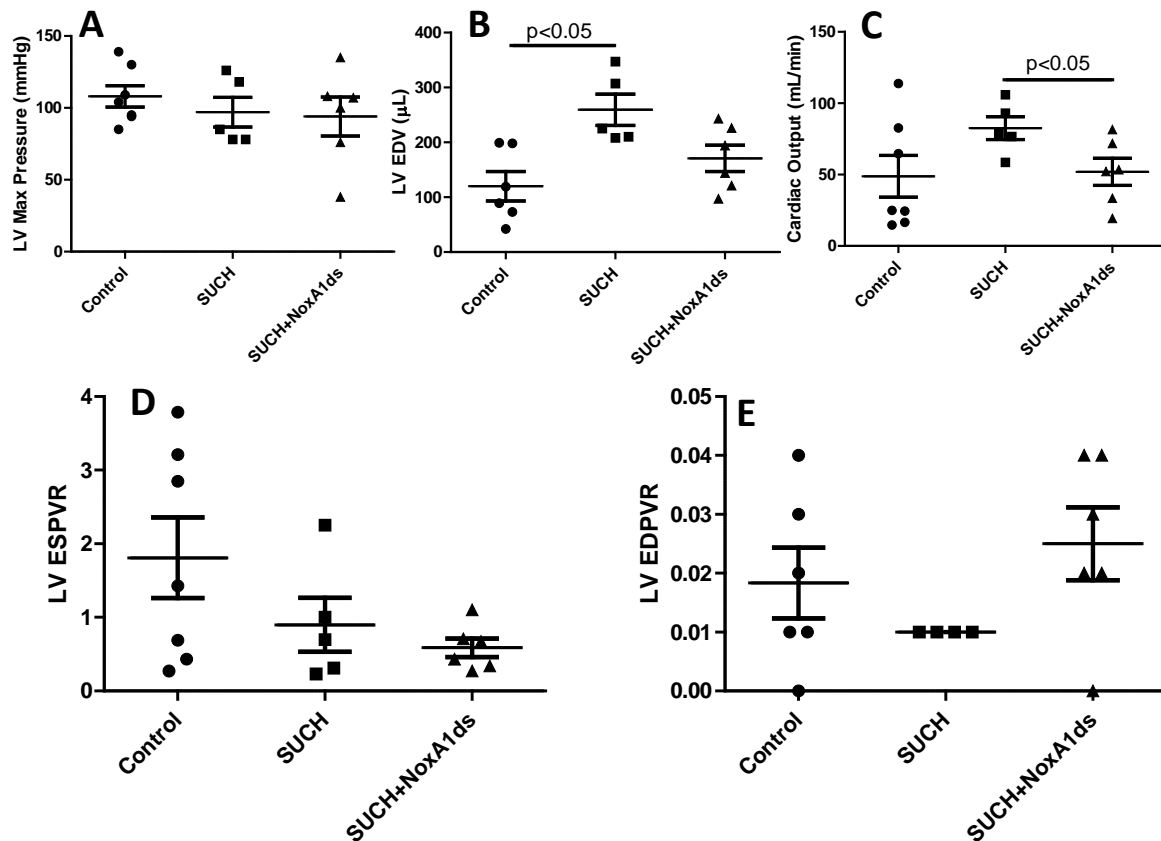 A
LV Max Pressure (mmHg)
150
100
50
0
Control
SUCH
SUCH+NoxA1ds
B
p<0.05
LV EDV (μL)
400
300
200
100
0
Control
SUCH
SUCH+NoxA1ds
C
p<0.05
Cardiac Output (mL/min)
150
100
50
0
Control
SUCH
SUCH+NoxA1ds
D
LV ESPVR
4
3
2
1
0
Control
SUCH
SUCH+NoxA1ds
E
LV EDPVR
0.05
0.04
0.03
0.02
0.01
0.00
Control
SUCH
SUCH+NoxA1ds